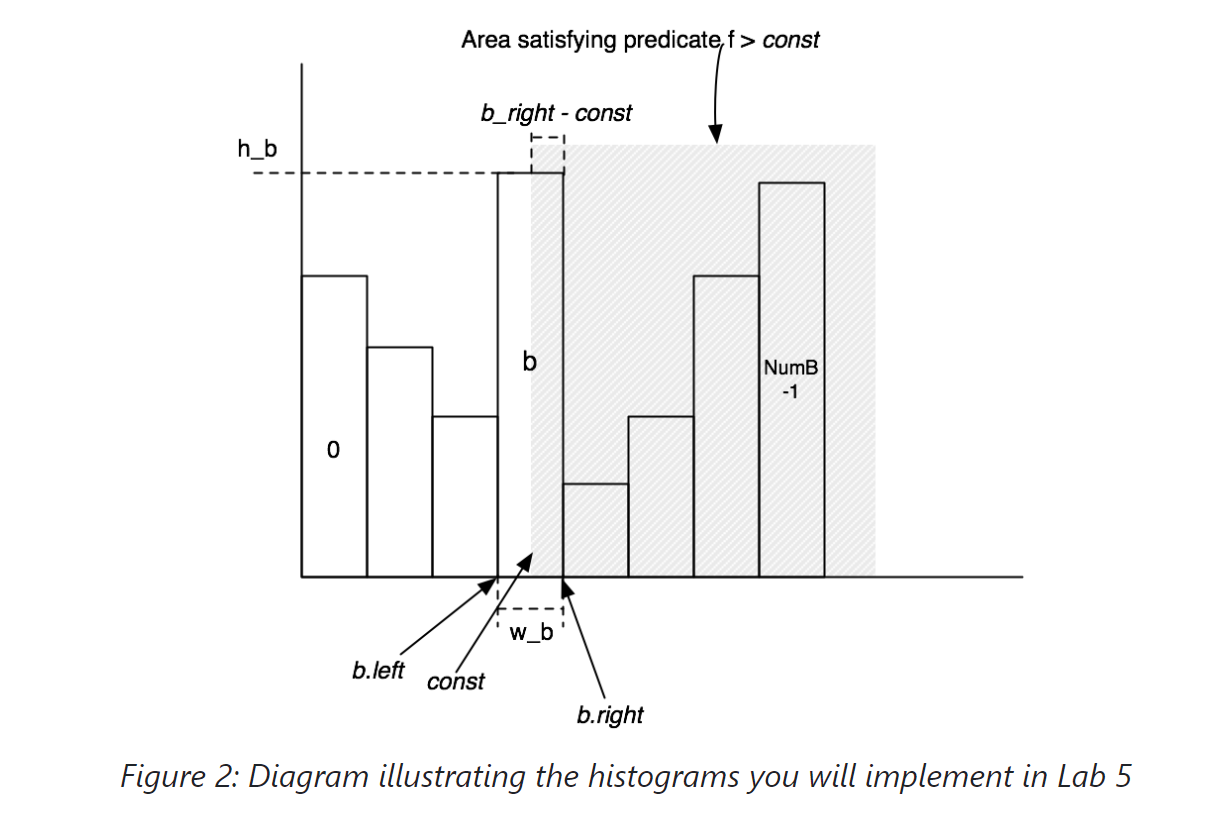 Area satisfying predicate f > const
b_right - const
h_b
b
NumB
-1
0
w_b
b.left
const
b.right
Figure 2: Diagram illustrating the histograms you will implement in Lab 5